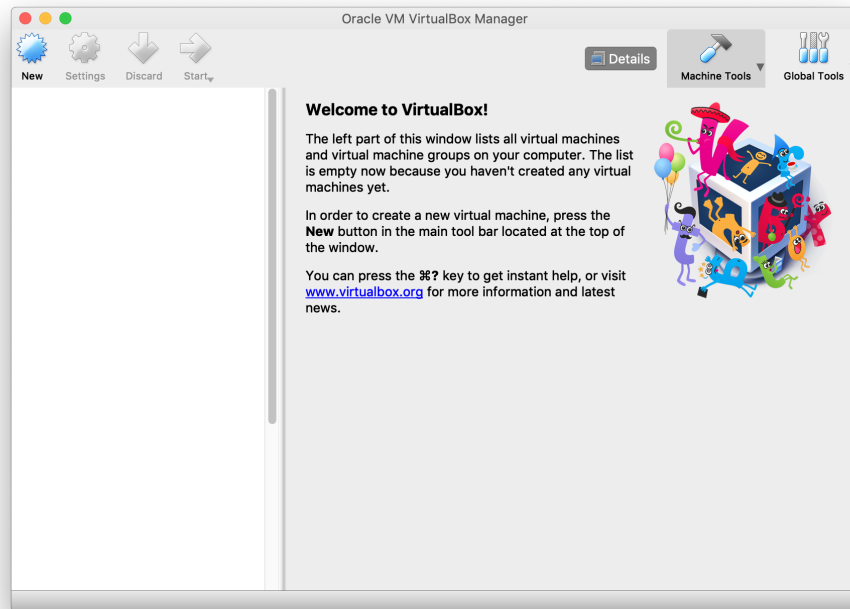 Oracle VM VirtualBox Manager
New
Settings
Discard
Start
Details
Machine Tools
Global Tools
Welcome to VirtualBox!
The left part of this window lists all virtual machines
and virtual machine groups on your computer. The list
is empty now because you haven't created any virtual
machines yet.
In order to create a new virtual machine, press the
New button in the main tool bar located at the top of
the window.
You can press the ⌘? key to get instant help, or visit
www.virtualbox.org for more information and latest
news.